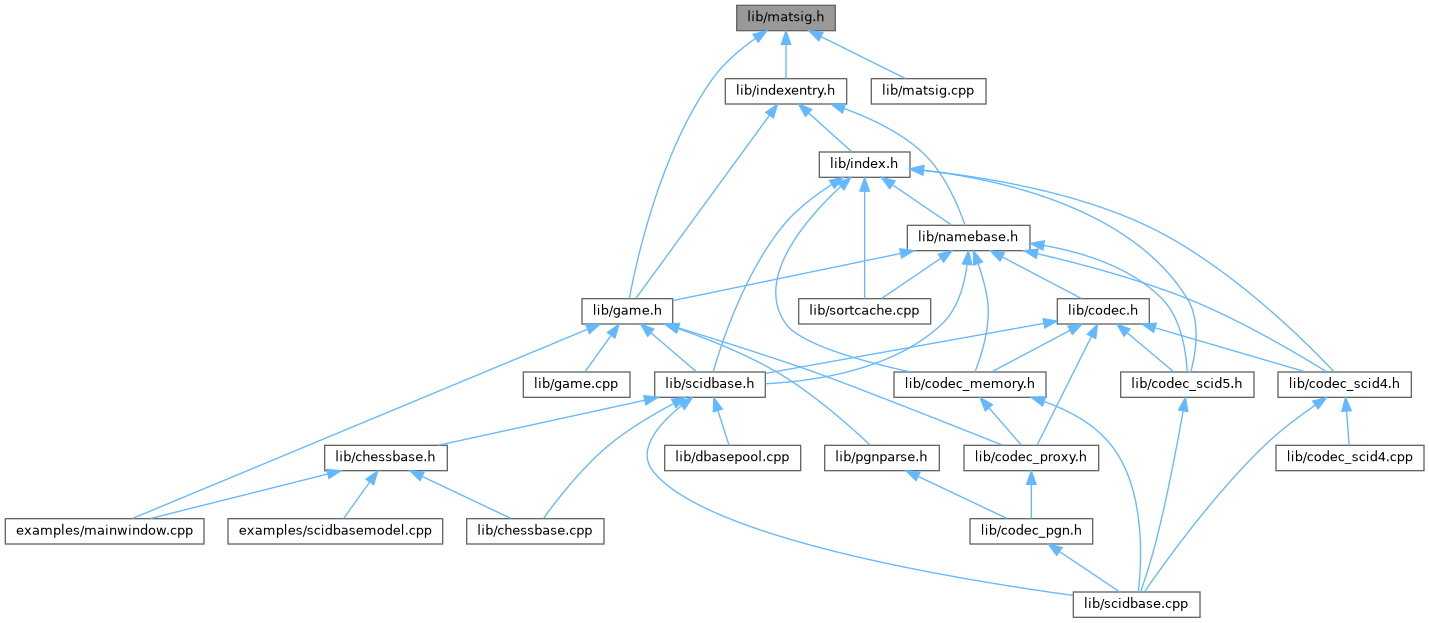 lib/matsig.h
lib/indexentry.h
lib/matsig.cpp
lib/index.h
lib/namebase.h
lib/game.h
lib/sortcache.cpp
lib/codec.h
lib/game.cpp
lib/scidbase.h
lib/codec_memory.h
lib/codec_scid5.h
lib/codec_scid4.h
lib/chessbase.h
lib/dbasepool.cpp
lib/pgnparse.h
lib/codec_proxy.h
lib/codec_scid4.cpp
examples/mainwindow.cpp
examples/scidbasemodel.cpp
lib/chessbase.cpp
lib/codec_pgn.h
lib/scidbase.cpp